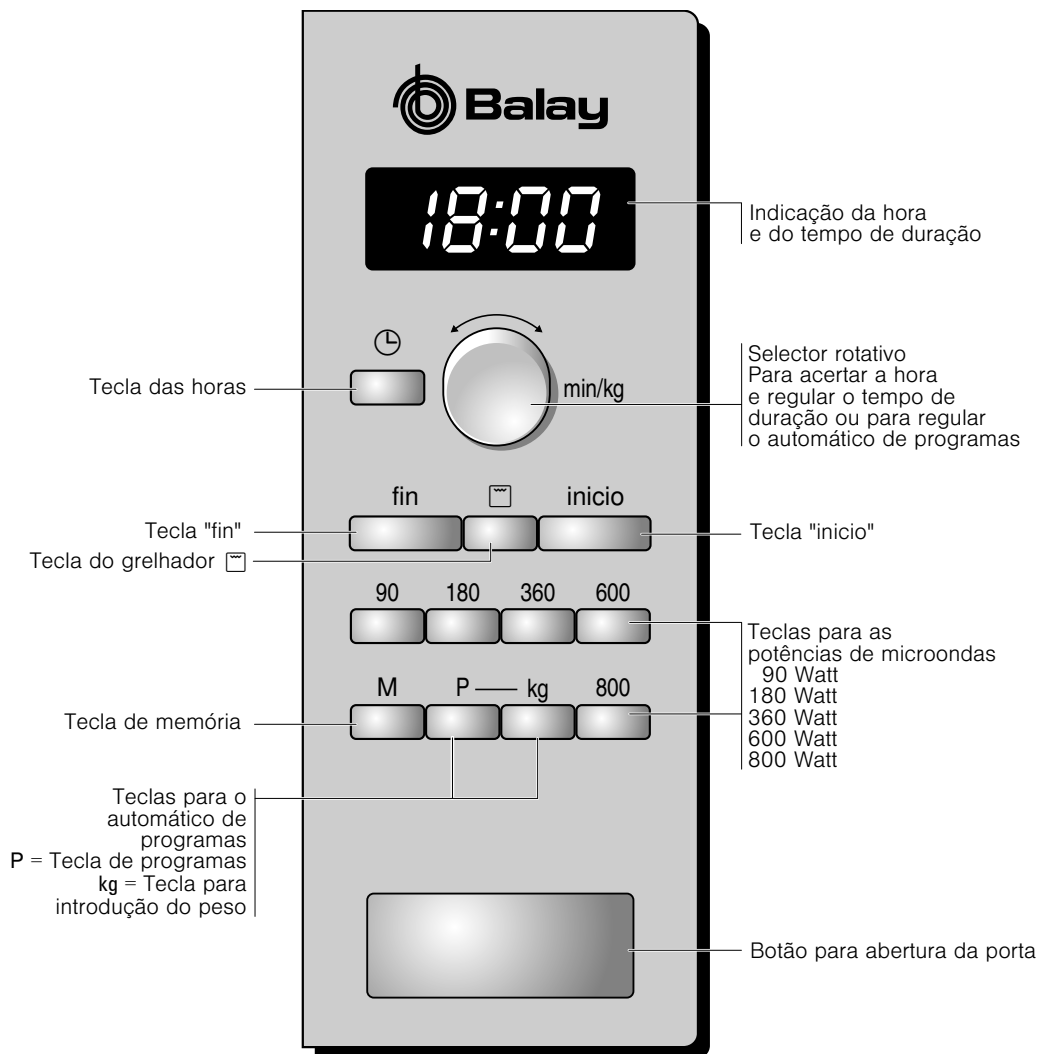 Balay
18:00
Indicação da hora
e do tempo de duração
Tecla das horas
min/kg
Selector rotativo
Para acertar a hora
e regular o tempo de
duração ou para regular
o automático de programas
fin
inicio
Tecla "fin"
Tecla "inicio"
Tecla do grelhador
90 180 360 600
Teclas para as
potências de microondas
90 Watt
180 Watt
360 Watt
600 Watt
800 Watt
M P — kg 800
Tecla de memória
Teclas para o
automático de
programas
P = Tecla de programas
kg = Tecla para
introdução do peso
Botão para abertura da porta